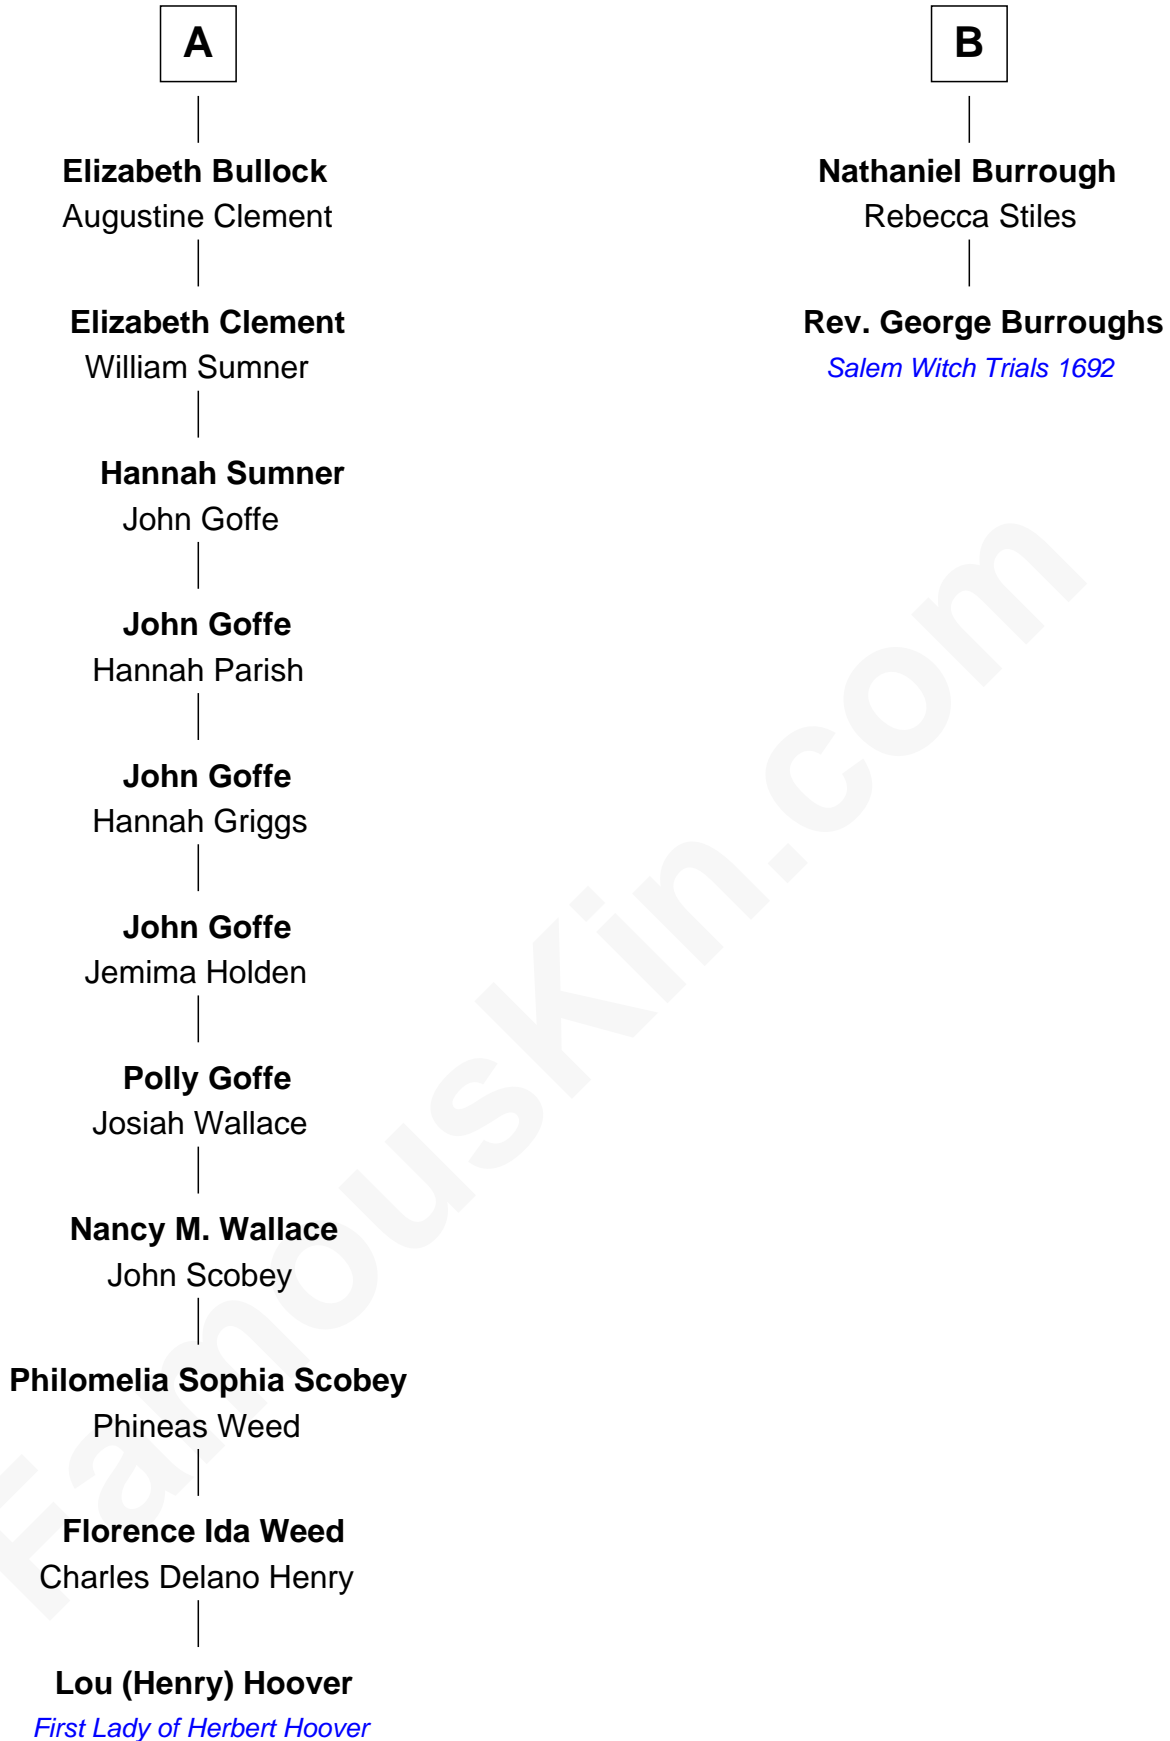 A
Elizabeth Bullock
Augustine Clement
Elizabeth Clement
William Sumner
Hannah Sumner
John Goffe
John Goffe
Hannah Parish
John Goffe
Hannah Griggs
John Goffe
Jemima Holden
Polly Goffe
Josiah Wallace
Nancy M. Wallace
John Scobey
Philomelia Sophia Scobey
Phineas Weed
Florence Ida Weed
Charles Delano Henry
Lou (Henry) Hoover
First Lady of Herbert Hoover
B
Nathaniel Burrough
Rebecca Stiles
Rev. George Burroughs
Salem Witch Trials 1692
FamousKin.com